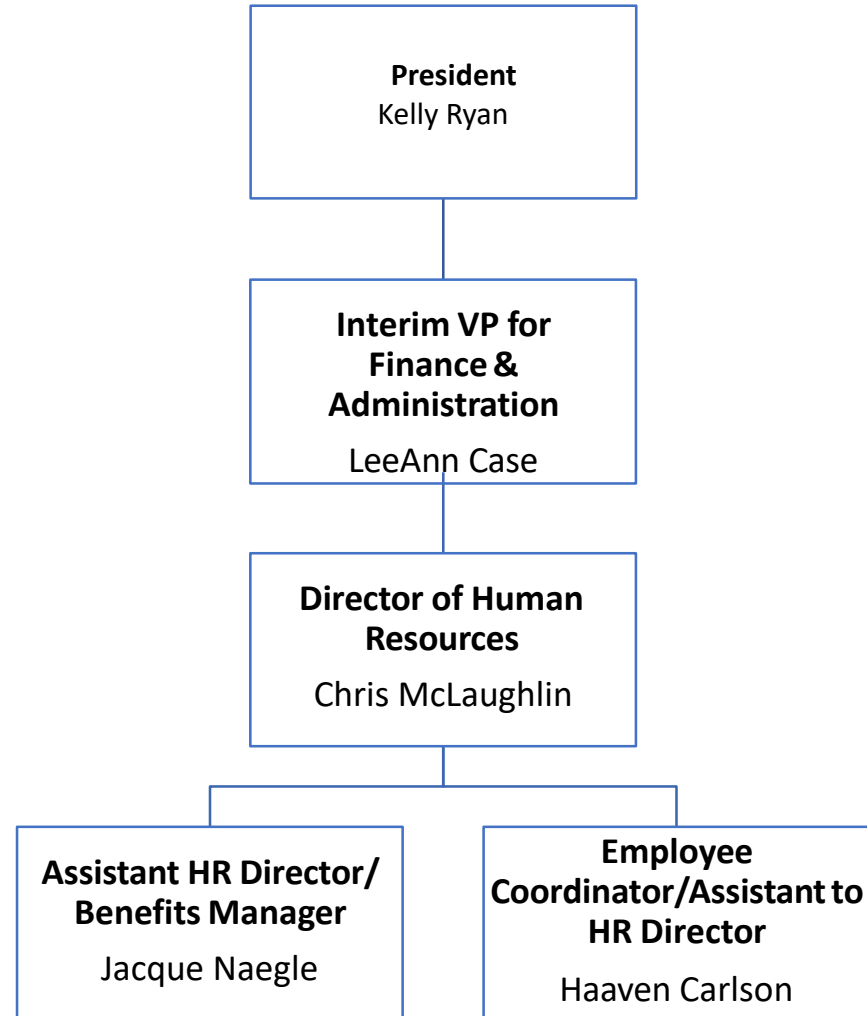 President
Kelly Ryan
Interim VP for
Finance &
Administration
LeeAnn Case
Director of Human
Resources
Chris McLaughlin
Assistant HR Director/
Benefits Manager
Jacque Naegle
Employee
Coordinator/Assistant to
HR Director
Haaven Carlson